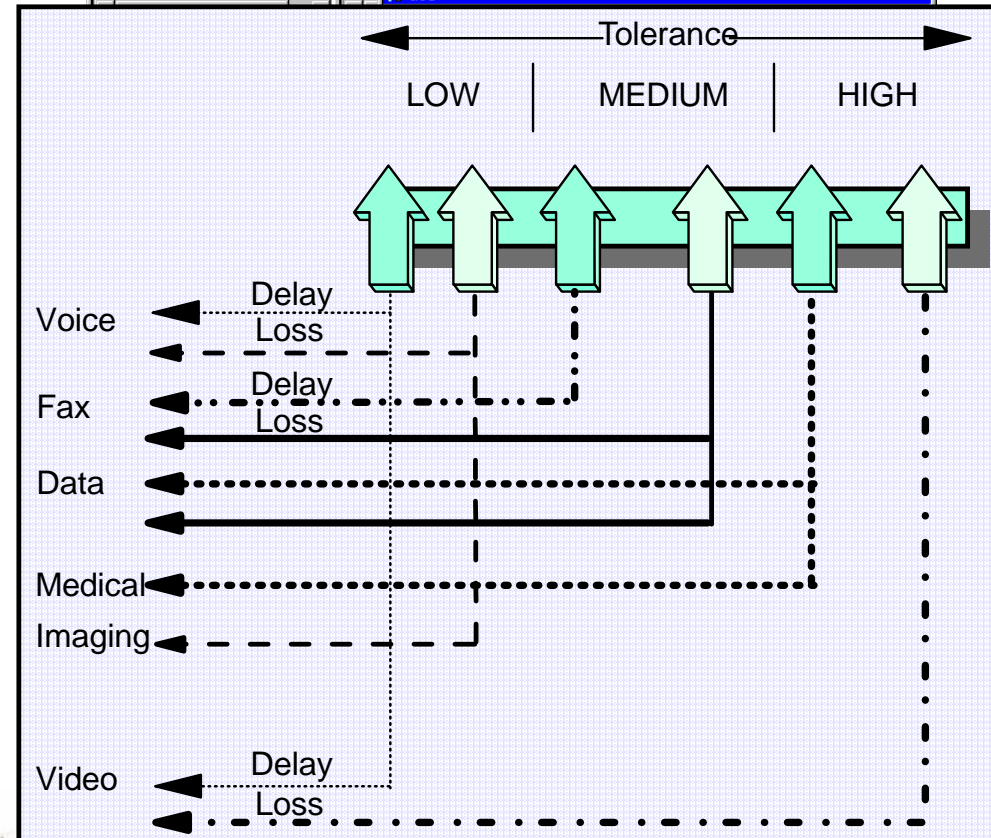 Tolerance
LOW MEDIUM HIGH
Delay
Voice
Loss
Delay
Fax
Loss
Data
Medical
Imaging
Delay
Video
Loss